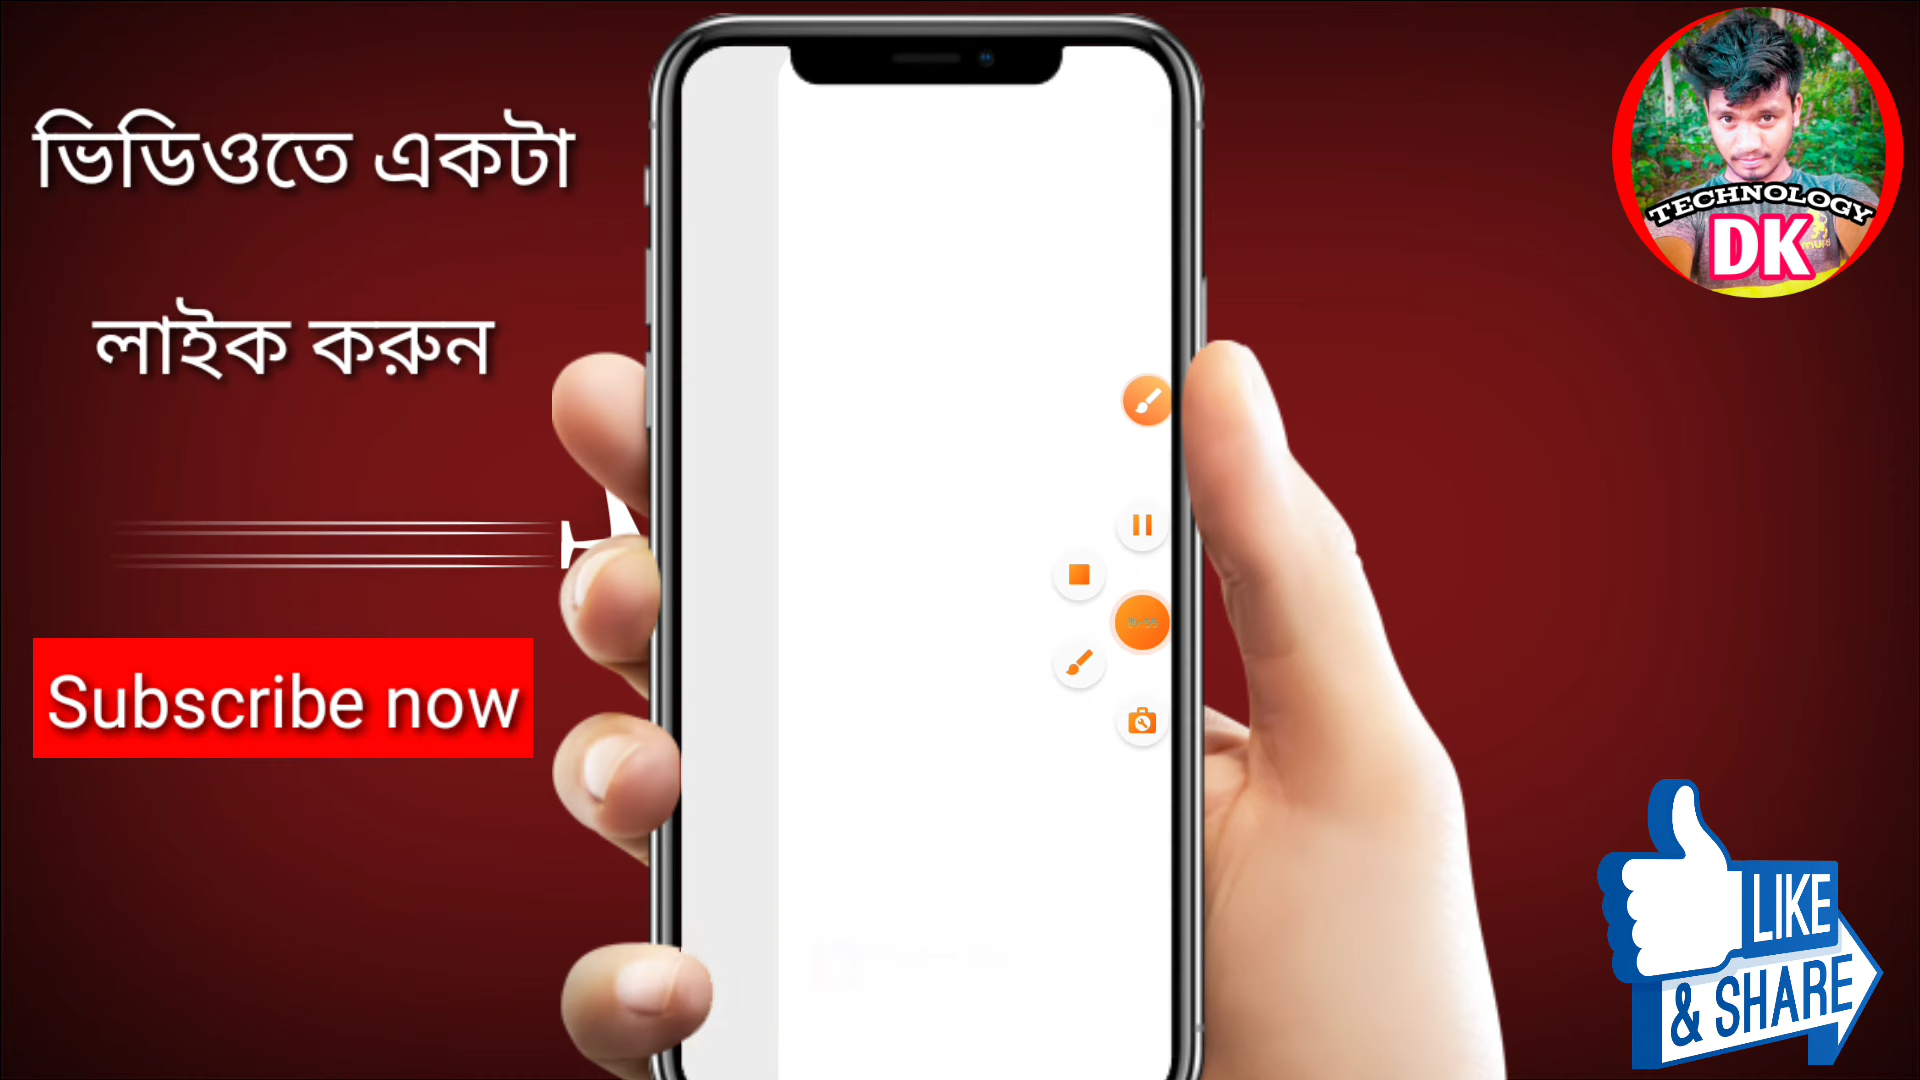 ভিডিওতে একটা
লাইক করুন
Subscribe now
TECHNOLOGY
DK
LIKE
& SHARE